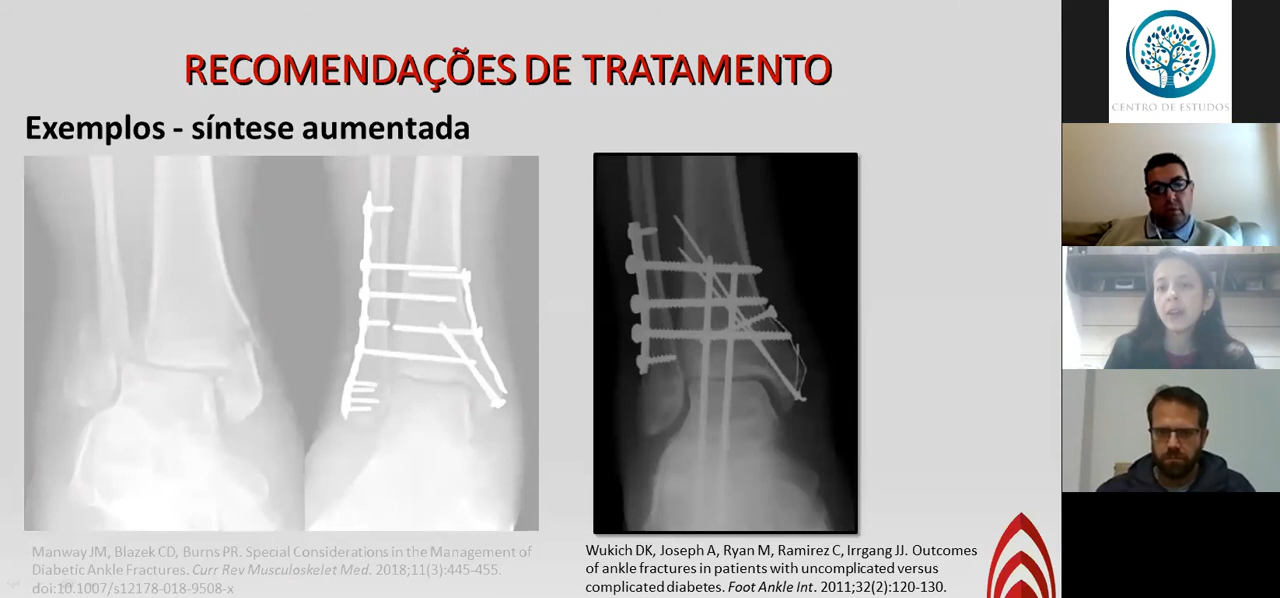 RECOMENDAÇÕES DE TRATAMENTO
Exemplos - síntese aumentada
Manway JM, Blazek CD, Burns PR. Special Considerations in the Management of
Diabetic Ankle Fractures. Curr Rev Musculoskelet Med. 2018;11(3):445-455.
doi:10.1007/s12178-018-9508-x
Wukich DK, Joseph A, Ryan M, Ramirez C, Irrgang JJ. Outcomes
of ankle fractures in patients with uncomplicated versus
complicated diabetes. Foot Ankle Int. 2011;32(2):120-130.
CENTRO DE ESTUDOS